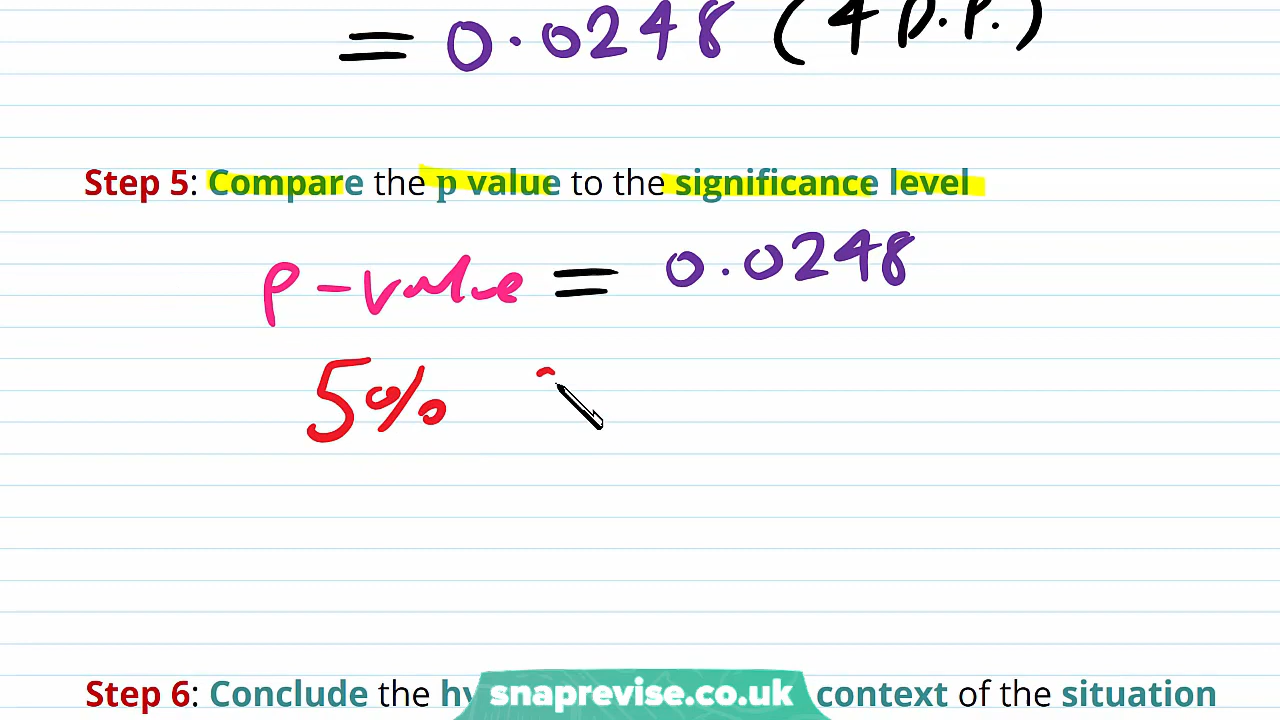 = 0.0248 (4 D.P.)
Step 5: Compare the p value to the significance level
p-value = 0.0248
5%
Step 6: Conclude the context of the situation
snaprevise.co.uk